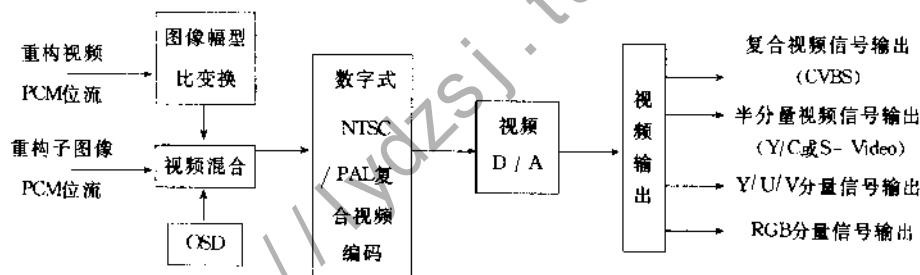 重构视频
PCM位流
重构子图像
PCM位流
图像幅型
比变换
视频混合
OSD
数字式
NTSC
/ PAL复
合视频
编码
视频
D / A
视
频
输
出
复合视频信号输出
(CVBS)
半分量视频信号输出
(Y/C或S- Video)
Y/U/V分量信号输出
RGB分量信号输出
//lydzsj.t